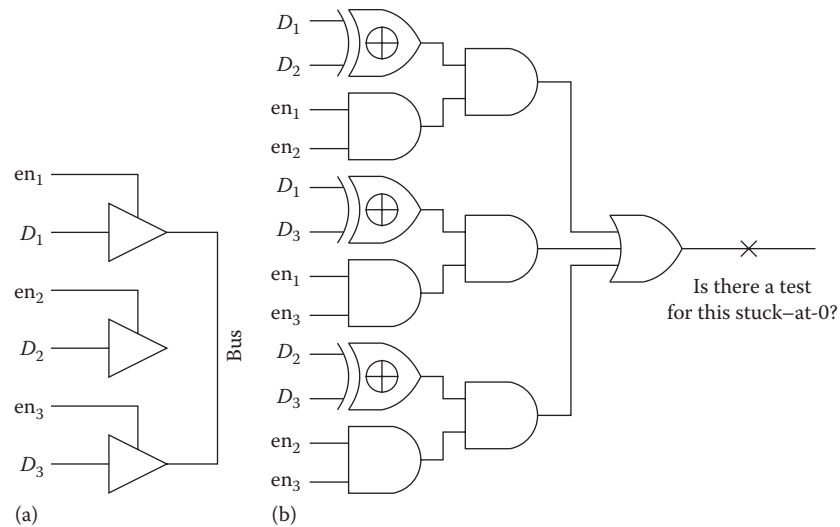 en₁
D₁
en₂
D₂
en₃
D₃
Bus
(a)
D₁
D₂
en₁
en₂
D₁
D₃
en₁
en₃
D₂
D₃
en₂
en₃
(b)
Is there a test
for this stuck–at-0?